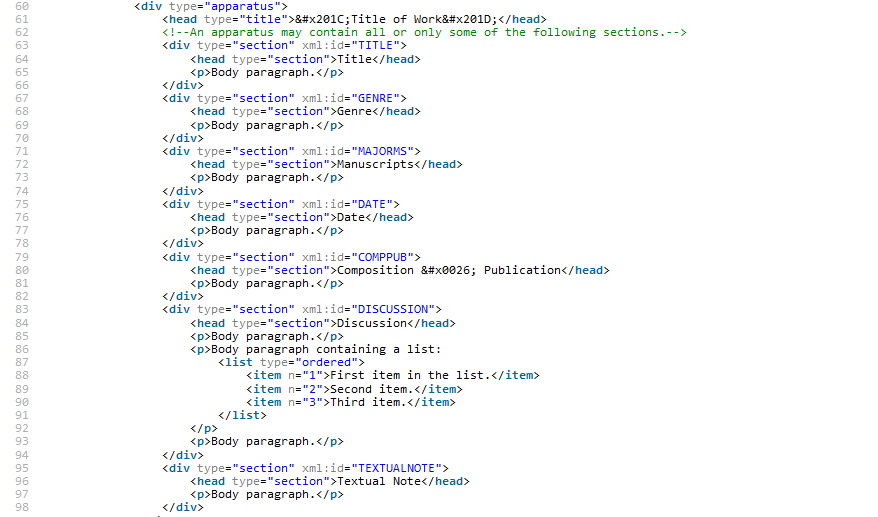 60 <div type="apparatus">
61 <head type="title">&#x201C;Title of Work&#x201D;</head>
62 <!--An apparatus may contain all or only some of the following sections.-->
63 <div type="section" xml:id="TITLE">
64 <head type="section">Title</head>
65 <p>Body paragraph.</p>
66 </div>
67 <div type="section" xml:id="GENRE">
68 <head type="section">Genre</head>
69 <p>Body paragraph.</p>
70 </div>
71 <div type="section" xml:id="MAJORMS">
72 <head type="section">Manuscripts</head>
73 <p>Body paragraph.</p>
74 </div>
75 <div type="section" xml:id="DATE">
76 <head type="section">Date</head>
77 <p>Body paragraph.</p>
78 </div>
79 <div type="section" xml:id="COMPPUB">
80 <head type="section">Composition &#x0026; Publication</head>
81 <p>Body paragraph.</p>
82 </div>
83 <div type="section" xml:id="DISCUSSION">
84 <head type="section">Discussion</head>
85 <p>Body paragraph.</p>
86 <p>Body paragraph containing a list:
87 <list type="ordered">
88 <item n="1">First item in the list.</item>
89 <item n="2">Second item.</item>
90 <item n="3">Third item.</item>
91 </list>
92 </p>
93 <p>Body paragraph.</p>
94 </div>
95 <div type="section" xml:id="TEXTUALNOTE">
96 <head type="section">Textual Note</head>
97 <p>Body paragraph.</p>
98 </div>